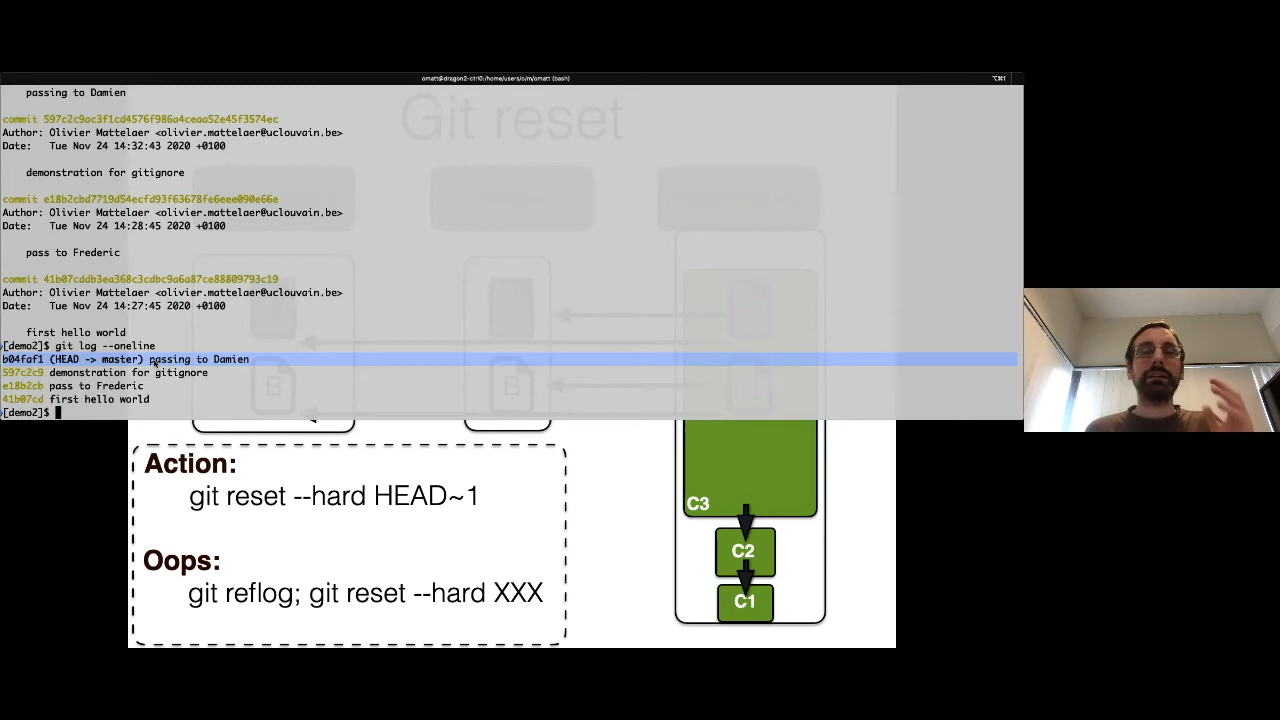 omatt@dragon2-ctrl0:/home/users/o/m/omatt (bash)
⌥⌘1
passing to Damien
Git reset
commit 597c2c9ac3f1cd4576f986a4ceaa52e45f3574ec
Author: Olivier Mattelaer <olivier.mattelaer@uclouvain.be>
Date:   Tue Nov 24 14:32:43 2020 +0100
demonstration for gitignore
commit e18b2cbd7719d54ecfd93f63678fe6eee090e66e
Author: Olivier Mattelaer <olivier.mattelaer@uclouvain.be>
Date:   Tue Nov 24 14:28:45 2020 +0100
pass to Frederic
commit 41b07cddb3ea368c3cdbc9a6a87ce88809793c19
Author: Olivier Mattelaer <olivier.mattelaer@uclouvain.be>
Date:   Tue Nov 24 14:27:45 2020 +0100
first hello world
[demo2]$ git log --oneline
b04faf1 (HEAD -> master) passing to Damien
597c2c9 demonstration for gitignore
e18b2cb pass to Frederic
41b07cd first hello world
[demo2]$
B
B
Action:
git reset --hard HEAD~1
Oops:
git reflog; git reset --hard XXX
C3
C2
C1